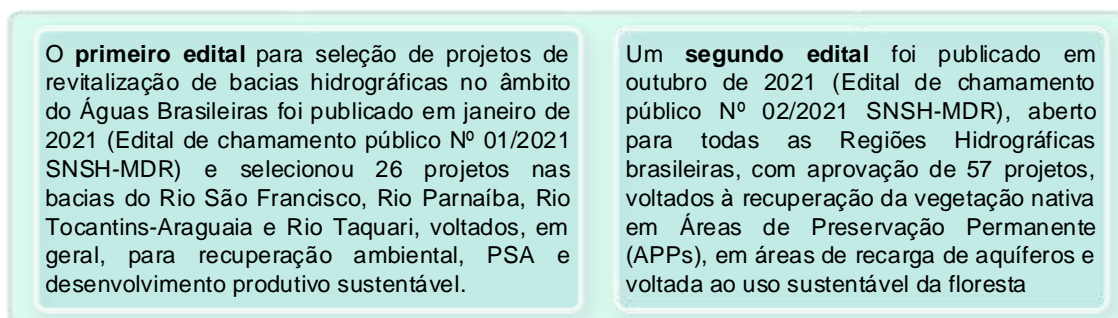 O primeiro edital para seleção de projetos de
revitalização de bacias hidrográficas no âmbito
do Águas Brasileiras foi publicado em janeiro de
2021 (Edital de chamamento público Nº 01/2021
SNSH-MDR) e selecionou 26 projetos nas
bacias do Rio São Francisco, Rio Parnaíba, Rio
Tocantins-Araguaia e Rio Taquari, voltados, em
geral, para recuperação ambiental, PSA e
desenvolvimento produtivo sustentável.
Um segundo edital foi publicado em
outubro de 2021 (Edital de chamamento
público Nº 02/2021 SNSH-MDR), aberto
para todas as Regiões Hidrográficas
brasileiras, com aprovação de 57 projetos,
voltados à recuperação da vegetação nativa
em Áreas de Preservação Permanente
(APPs), em áreas de recarga de aquíferos e
voltada ao uso sustentável da floresta